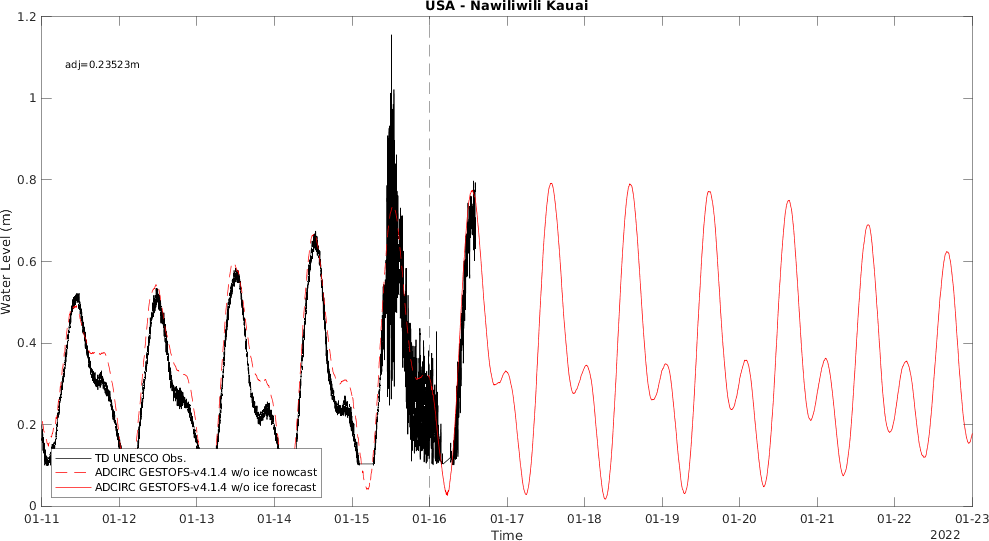 USA - Nawiliwili Kauai
1.2
adj=0.23523m
1
0.8
0.6
Water Level (m)
0.4
0.2
TD UNESCO Obs.
ADCIRC GESTOFS-v4.1.4 w/o ice nowcast
ADCIRC GESTOFS-v4.1.4 w/o ice forecast
0
01-11 01-12 01-13 01-14 01-15 01-16 01-17 01-18 01-19 01-20 01-21 01-22 01-23
Time
2022